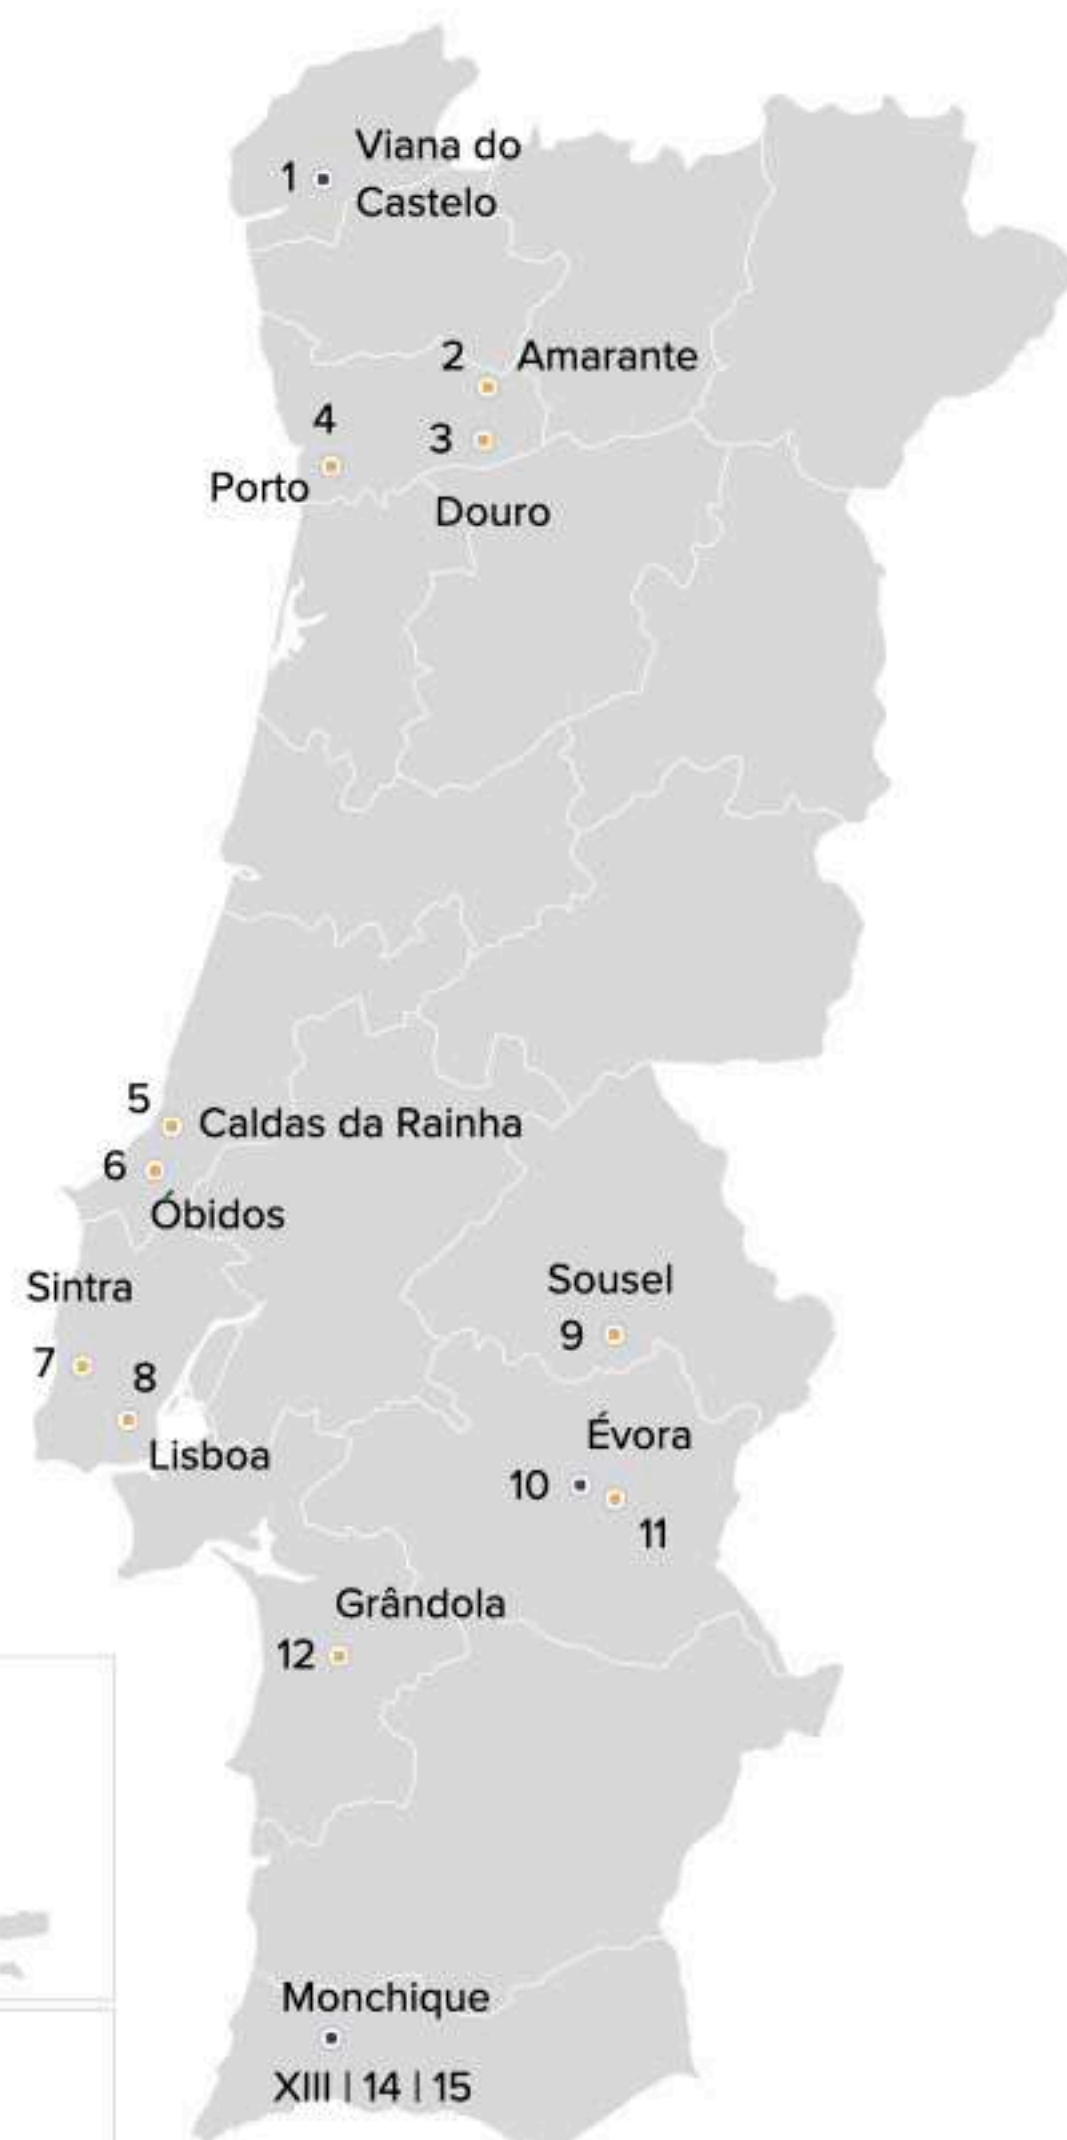 Viana do
1
Castelo
2 Amarante
4
3
Porto
Douro
5
Caldas da Rainha
6
Óbidos
Sintra
Sousel
9
7
8
Évora
Lisboa
10
11
Grândola
12
Monchique
XIII | 14 | 15